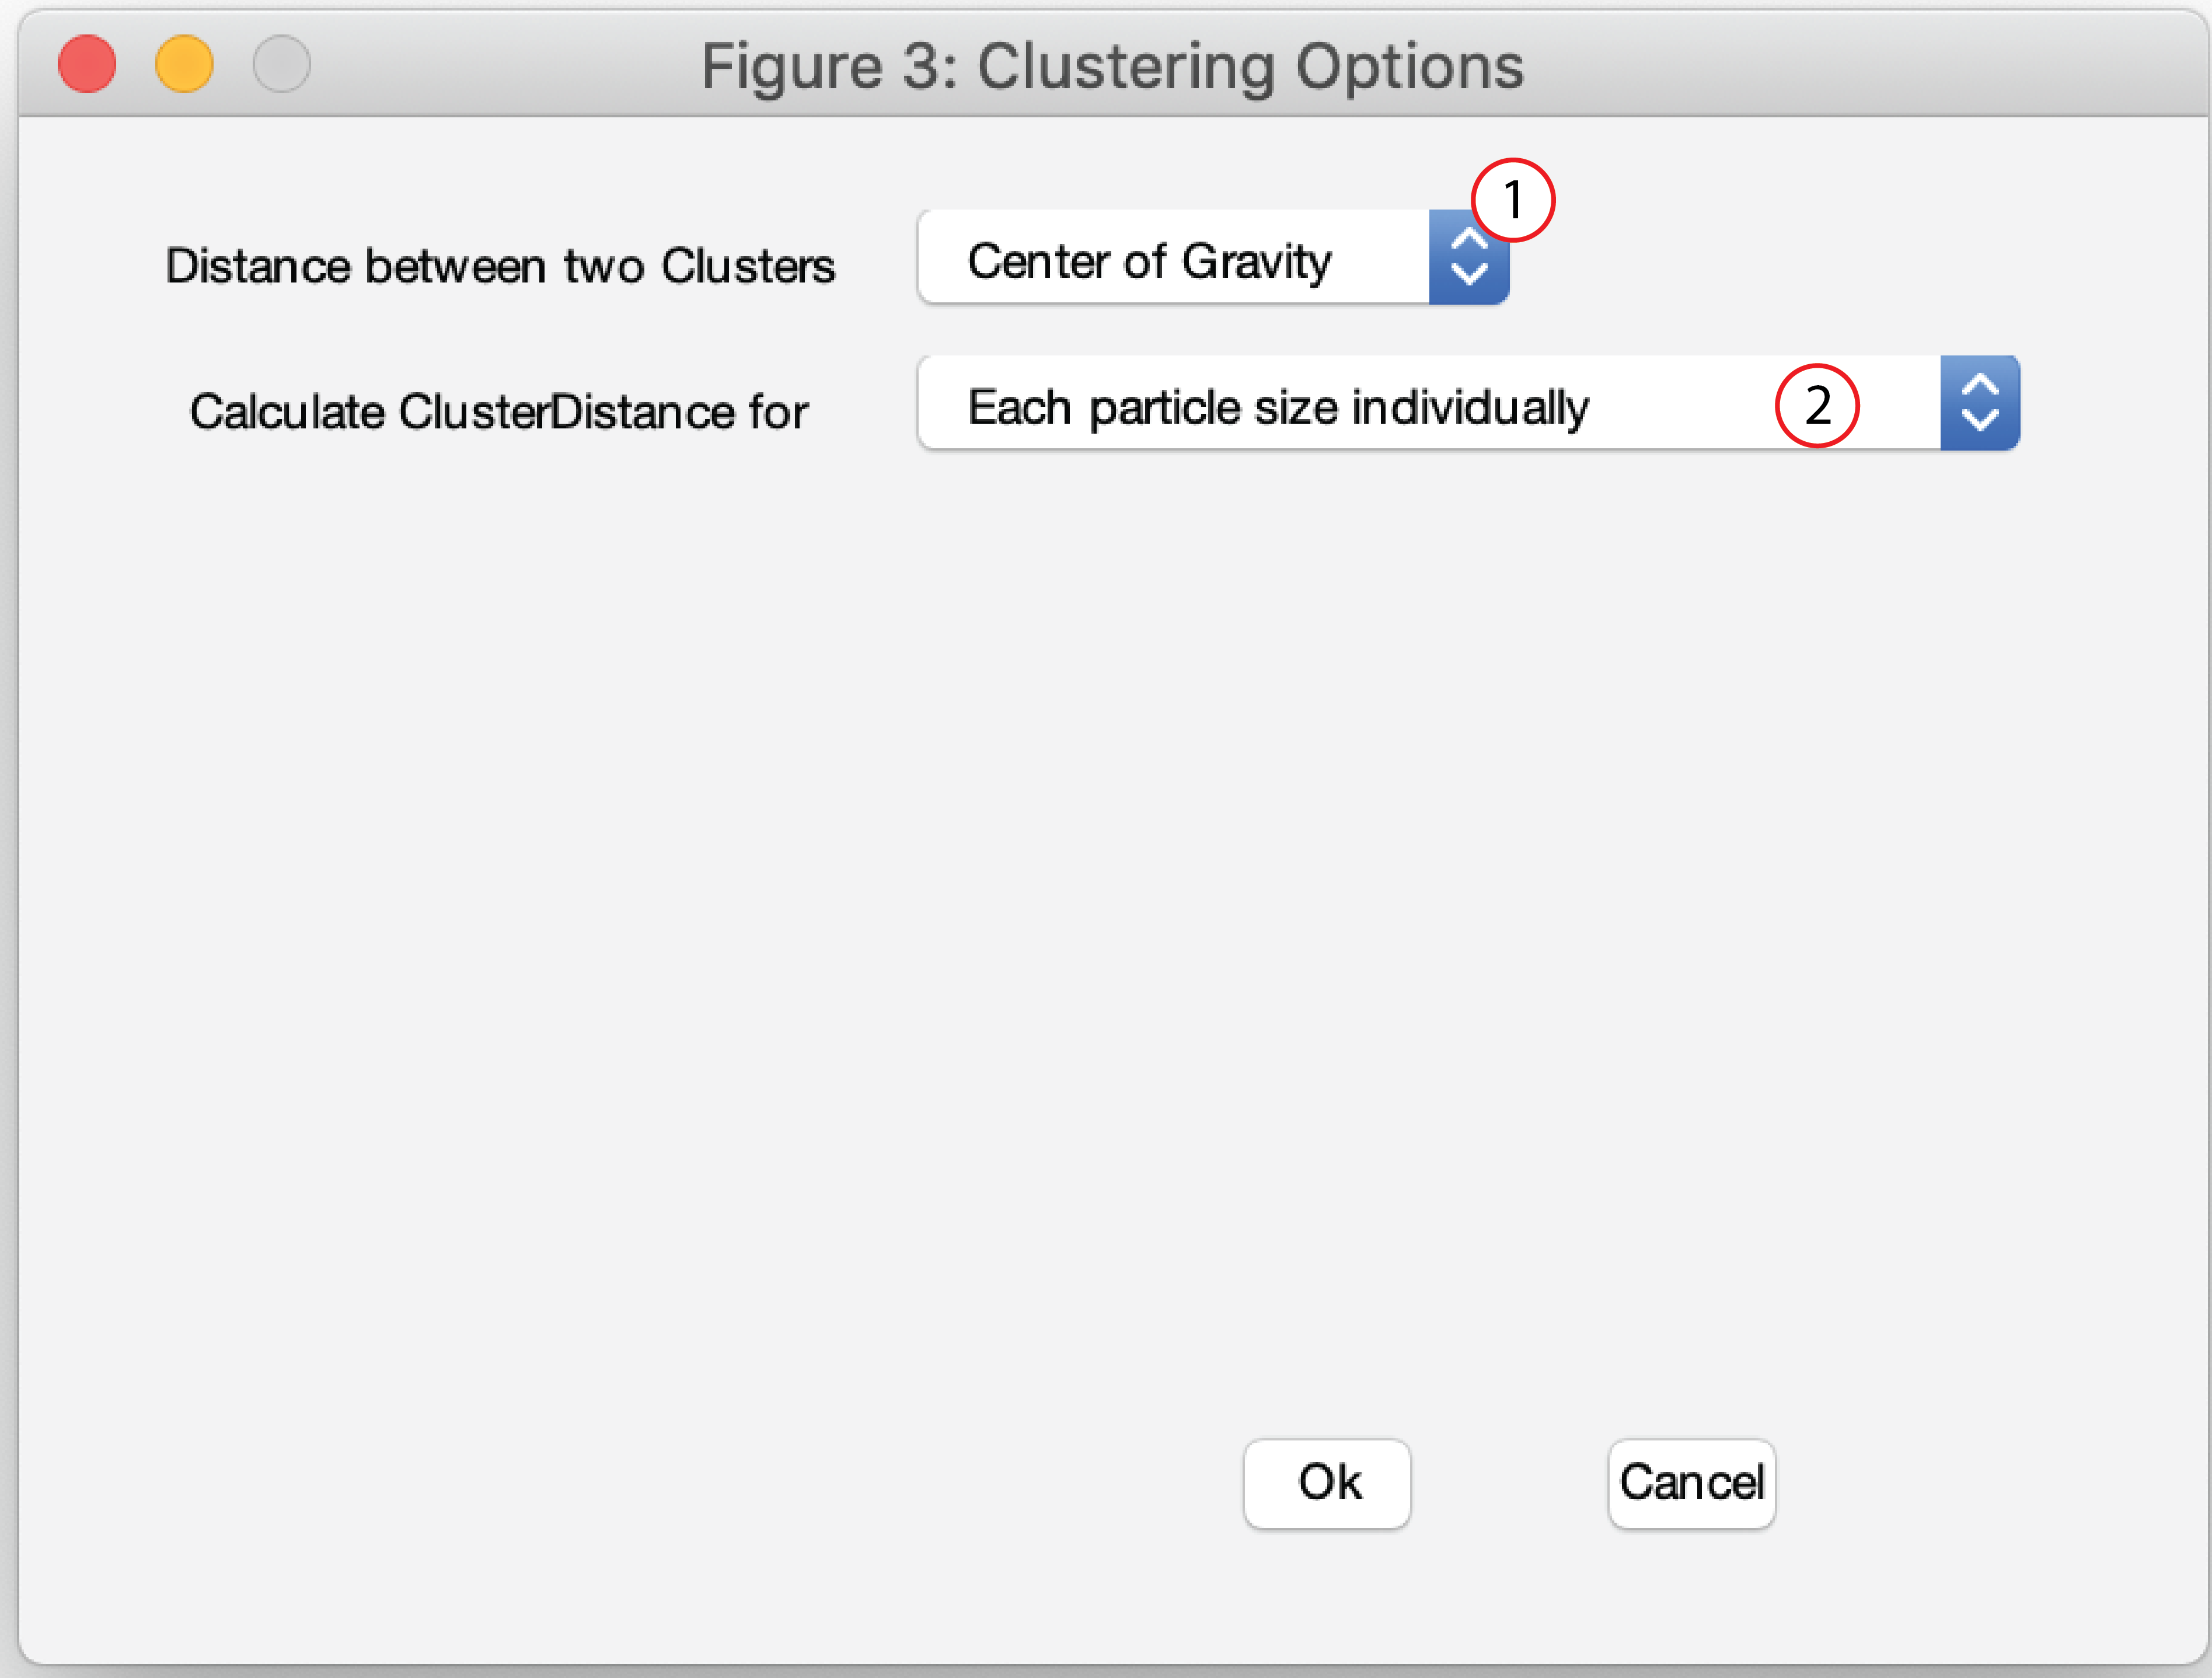 Figure 3: Clustering Options
1
Distance between two Clusters Center of Gravity
Calculate ClusterDistance for Each particle size individually 2
Ok Cancel